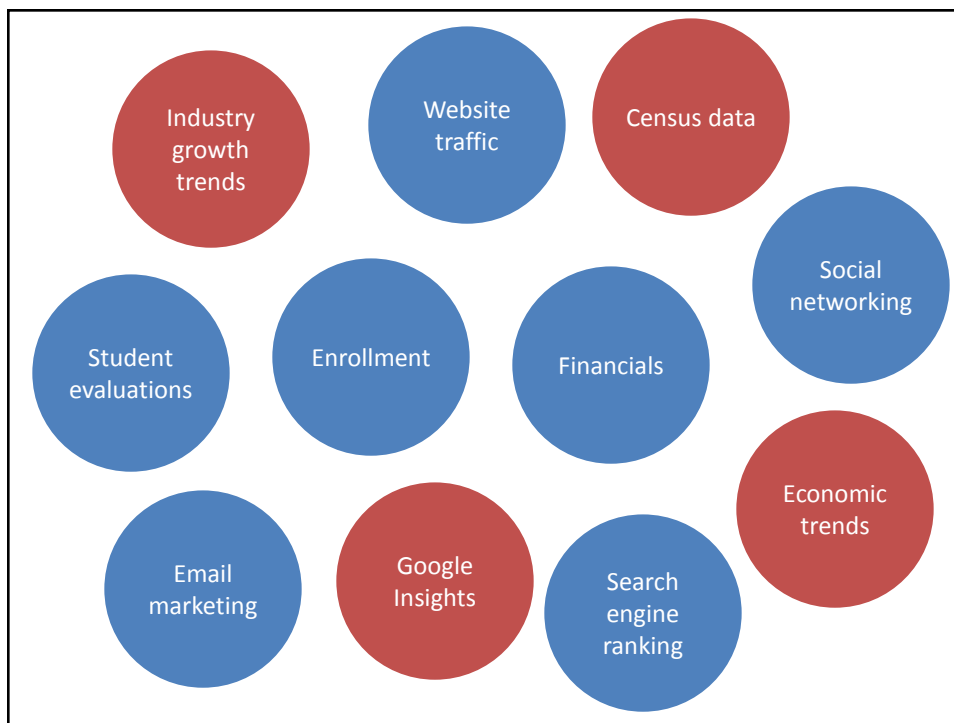 Industry
growth
trends
Website
traffic
Census data
Social
networking
Student
evaluations
Enrollment
Financials
Economic
trends
Email
marketing
Google
Insights
Search
engine
ranking